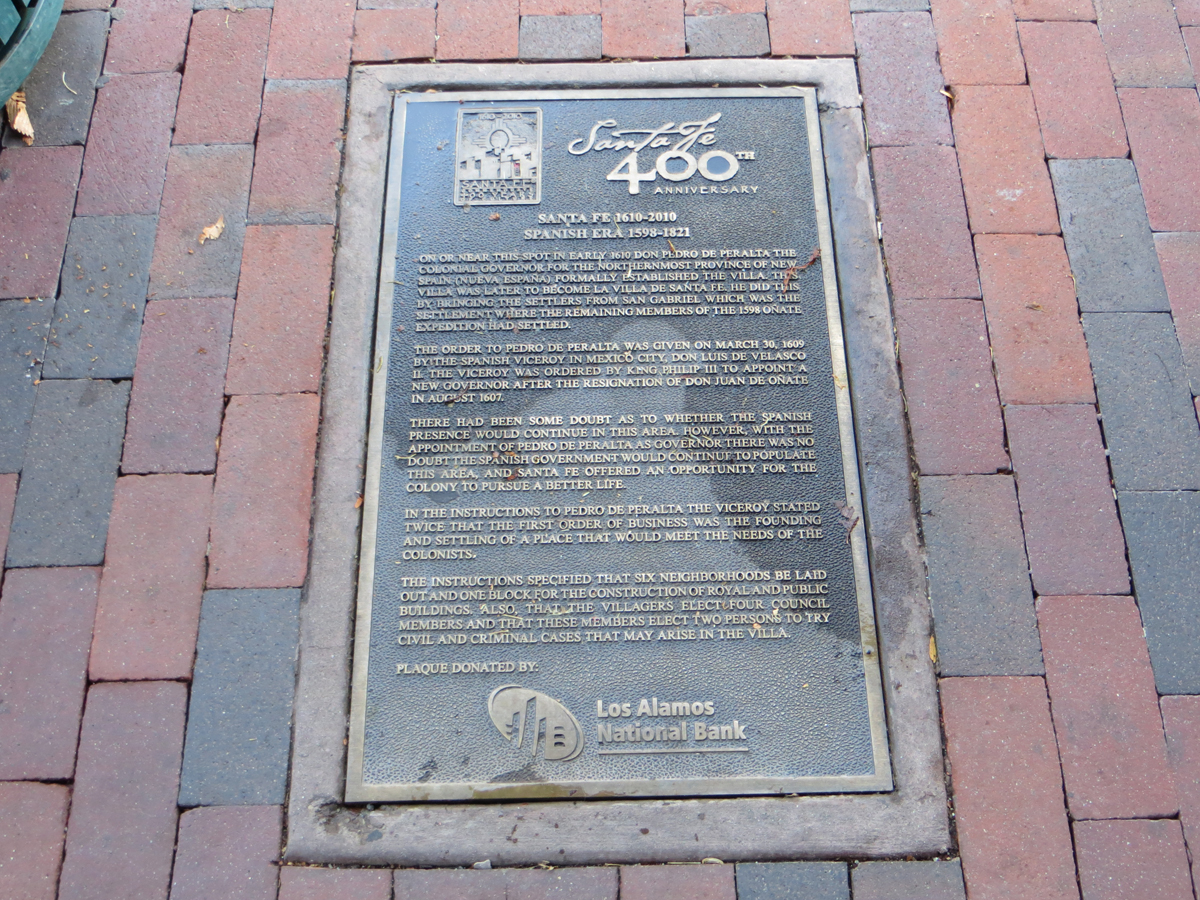 SANTA FE
Santa Fe
400TH
ANNIVERSARY
SANTA FE 1610-2010
SPANISH ERA 1598-1821
ON OR NEAR THIS SPOT IN EARLY 1610 DON PEDRO DE PERALTA THE
COLONIAL GOVERNOR FOR THE NORTHERNMOST PROVINCE OF NEW
SPAIN (NUEVA ESPAÑA) FORMALLY ESTABLISHED THE VILLA. THIS
VILLA WAS LATER TO BECOME LA VILLA DE SANTA FE. HE DID THIS
BY BRINGING THE SETTLERS FROM SAN GABRIEL WHICH WAS THE
SETTLEMENT WHERE THE REMAINING MEMBERS OF THE 1598 OÑATE
EXPEDITION HAD SETTLED.
THE ORDER TO PEDRO DE PERALTA WAS GIVEN ON MARCH 30, 1609
BY THE SPANISH VICEROY IN MEXICO CITY, DON LUIS DE VELASCO
II. THE VICEROY WAS ORDERED BY KING PHILIP III TO APPOINT A
NEW GOVERNOR AFTER THE RESIGNATION OF DON JUAN DE OÑATE
IN AUGUST 1607.
THERE HAD BEEN SOME DOUBT AS TO WHETHER THE SPANISH
PRESENCE WOULD CONTINUE IN THIS AREA. HOWEVER, WITH THE
APPOINTMENT OF PEDRO DE PERALTA AS GOVERNOR THERE WAS NO
DOUBT THE SPANISH GOVERNMENT WOULD CONTINUE TO POPULATE
THIS AREA, AND SANTA FE OFFERED AN OPPORTUNITY FOR THE
COLONY TO PURSUE A BETTER LIFE.
IN THE INSTRUCTIONS TO PEDRO DE PERALTA THE VICEROY STATED
TWICE THAT THE FIRST ORDER OF BUSINESS WAS THE FOUNDING
AND SETTLING OF A PLACE THAT WOULD MEET THE NEEDS OF THE
COLONISTS.
THE INSTRUCTIONS SPECIFIED THAT SIX NEIGHBORHOODS BE LAID
OUT AND ONE BLOCK FOR THE CONSTRUCTION OF ROYAL AND PUBLIC
BUILDINGS. ALSO, THAT THE VILLAGERS ELECT FOUR COUNCIL
MEMBERS AND THAT THESE MEMBERS ELECT TWO PERSONS TO TRY
CIVIL AND CRIMINAL CASES THAT MAY ARISE IN THE VILLA.
PLAQUE DONATED BY:
Los Alamos
National Bank